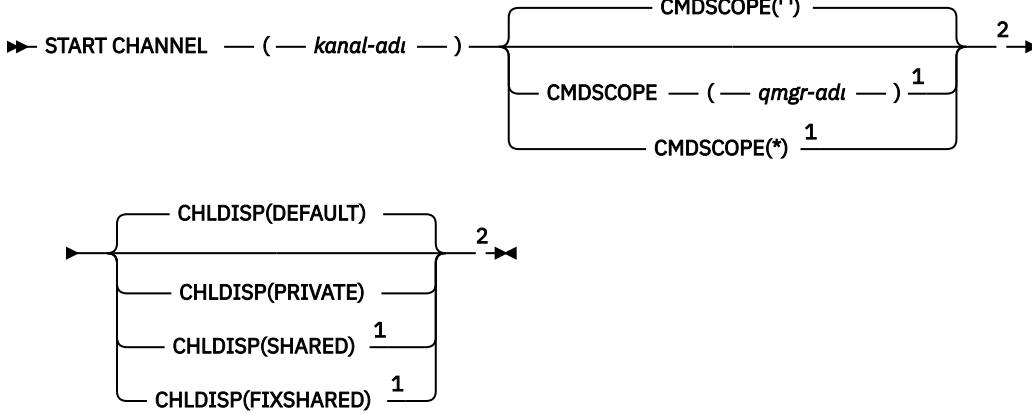 CMDSCOPE(' ')
START CHANNEL ( kanal-adı ) 2
CMDSCOPE ( qmgr-adı ) 1
CMDSCOPE(*) 1
CHLDISP(DEFAULT)
2
CHLDISP(PRIVATE)
CHLDISP(SHARED) 1
CHLDISP(FIXSHARED) 1